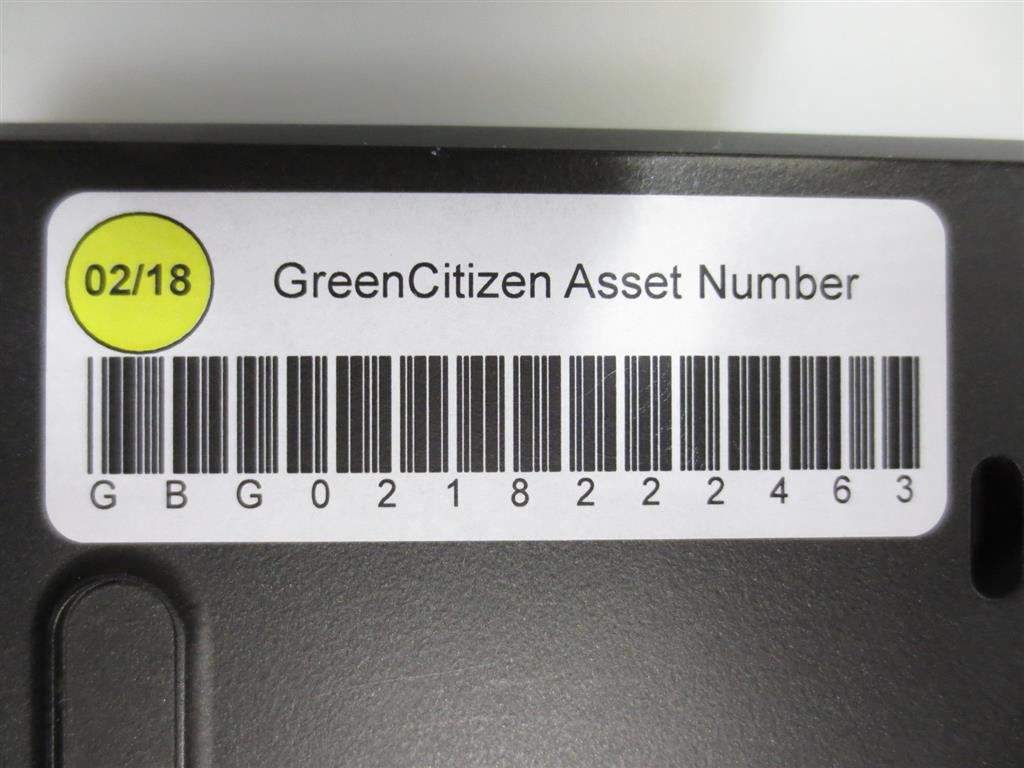 02/18
GreenCitizen Asset Number
G B G 0 2 1 8 2 2 2 4 6 3